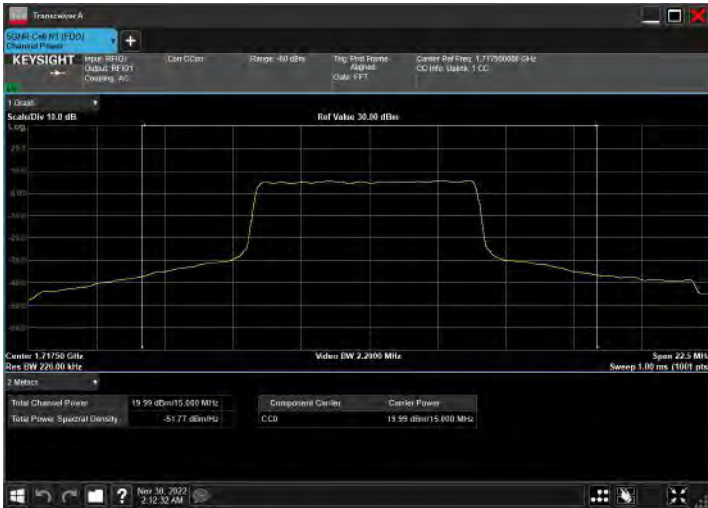 Transceiver A
5GNR-Cell N1 (FDD)
Channel Power
KEYSIGHT
Output: RFIO1
Coupling: AC
Range: -60 dBm
Trig: Prdt Frame
Aligned
Gate: FFT
Carrier Ref Freq: 1.717500000 GHz
CC Info: Uplink, 1 CC
1 Graph
Scale/Div 10.0 dB
Ref Value 30.00 dBm
Log
Center 1.71750 GHz
Video BW 2.2000 MHz
Span 22.5 MHz
Res BW 220.00 kHz
Sweep 1.00 ms (1001 pts
2 Metrics
Total Channel Power
19.99 dBm/15.000 MHz
Total Power Spectral Density
-51.77 dBm/Hz
Component Carrier
Carrier Power
CC0
19.99 dBm/15.000 MHz
Nov 30, 2022
2:12:32 AM